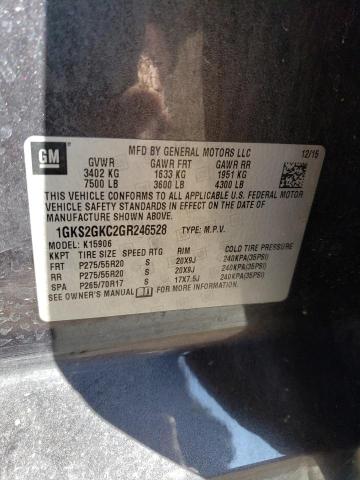 GM
MFD BY GENERAL MOTORS LLC 12/15
GVWR GAWR FRT GAWR RR
3402 KG 1633 KG 1951 KG
7500 LB 3600 LB 4300 LB
THIS VEHICLE CONFORMS TO ALL APPLICABLE U.S. FEDERAL MOTOR
VEHICLE SAFETY STANDARDS IN EFFECT ON THE DATE OF
MANUFACTURE SHOWN ABOVE.
1GKS2GKC2GR246528 TYPE: M.P.V.
MODEL: K15906
KKPT TIRE SIZE SPEED RTG RIM COLD TIRE PRESSURE
FRT P275/55R20 S 20X9J 240KPA(35PSI)
RR P275/55R20 S 20X9J 240KPA(35PSI)
SPA P265/70R17 S 17X7.5J 240KPA(35PSI)
SEE OWNER'S MANUAL